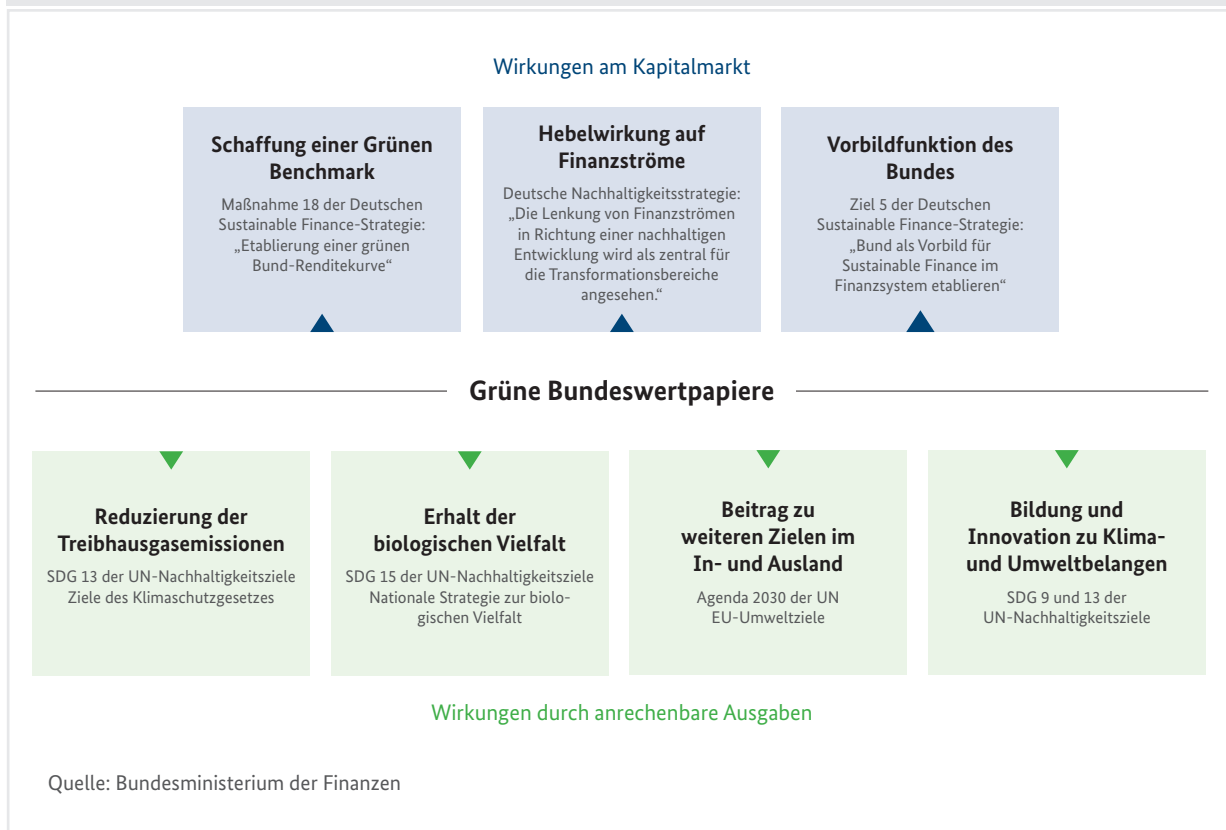 Wirkungen am Kapitalmarkt
Schaffung einer Grünen
Benchmark
Maßnahme 18 der Deutschen
Sustainable Finance-Strategie:
„Etablierung einer grünen
Bund-Renditekurve“
Hebelwirkung auf
Finanzströme
Deutsche Nachhaltigkeitsstrategie:
„Die Lenkung von Finanzströmen
in Richtung einer nachhaltigen
Entwicklung wird als zentral für
die Transformationsbereiche
angesehen.“
Vorbildfunktion des
Bundes
Ziel 5 der Deutschen
Sustainable Finance-Strategie:
„Bund als Vorbild für
Sustainable Finance im
Finanzsystem etablieren“
Grüne Bundeswertpapiere
Reduzierung der
Treibhausgasemissionen
SDG 13 der UN-Nachhaltigkeitsziele
Ziele des Klimaschutzgesetzes
Erhalt der
biologischen Vielfalt
SDG 15 der UN-Nachhaltigkeitsziele
Nationale Strategie zur biolo-
gischen Vielfalt
Beitrag zu
weiteren Zielen im
In- und Ausland
Agenda 2030 der UN
EU-Umweltziele
Bildung und
Innovation zu Klima-
und Umweltbelangen
SDG 9 und 13 der
UN-Nachhaltigkeitsziele
Wirkungen durch anrechenbare Ausgaben
Quelle: Bundesministerium der Finanzen